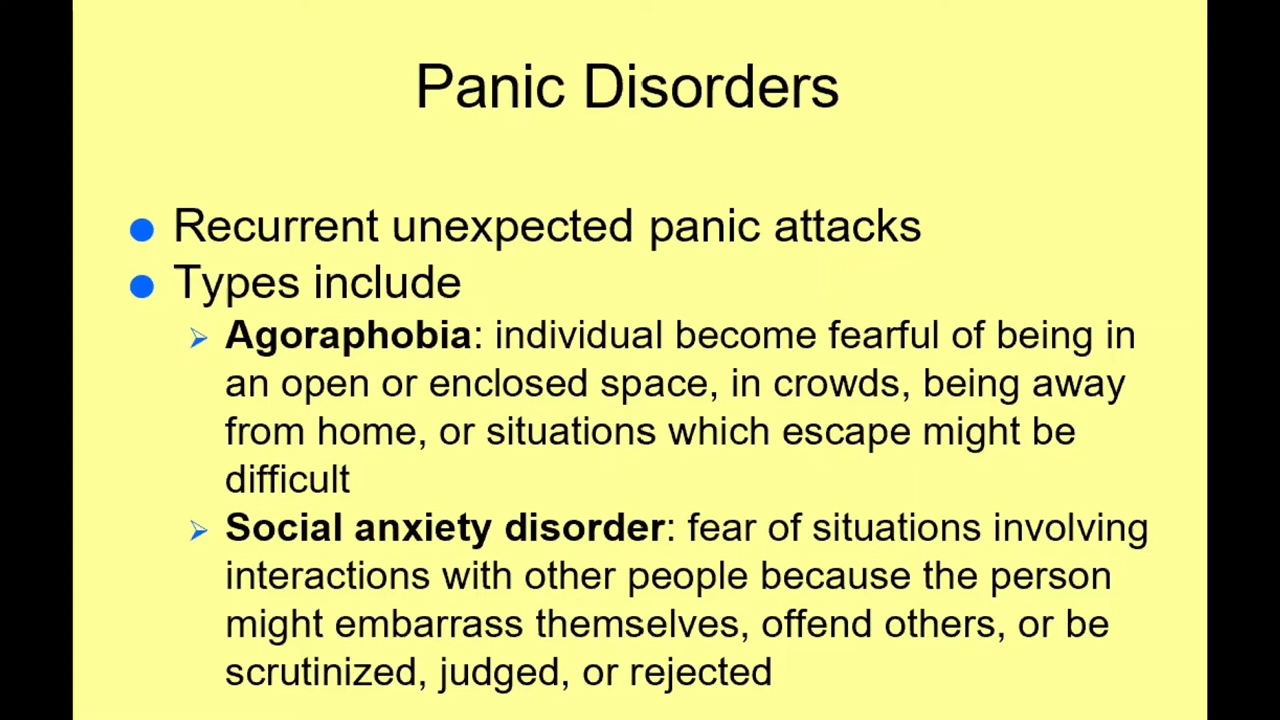 Panic Disorders
Recurrent unexpected panic attacks
Types include
Agoraphobia: individual become fearful of being in
an open or enclosed space, in crowds, being away
from home, or situations which escape might be
difficult
Social anxiety disorder: fear of situations involving
interactions with other people because the person
might embarrass themselves, offend others, or be
scrutinized, judged, or rejected